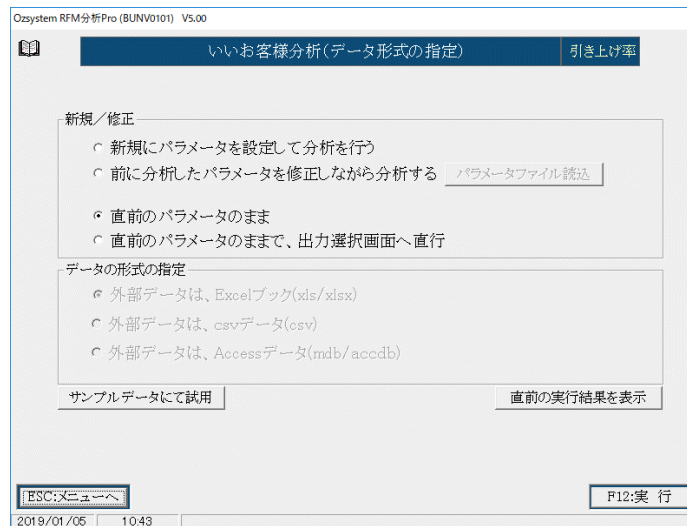 Ozsystem RFM分析Pro (BUNV0101) V5.00
いいお客様分析(データ形式の指定) 引き上げ率
新規／修正
新規にパラメータを設定して分析を行う
前に分析したパラメータを修正しながら分析する パラメータファイル読込
直前のパラメータのまま
直前のパラメータのままで、出力選択画面へ直行
データの形式の指定
外部データは、Excelブック(xls/xlsx)
外部データは、csvデータ(csv)
外部データは、Accessデータ(mdb/accdb)
サンプルデータにて試用 直前の実行結果を表示
ESC:メニューへ F12:実 行
2019/01/05 10:43